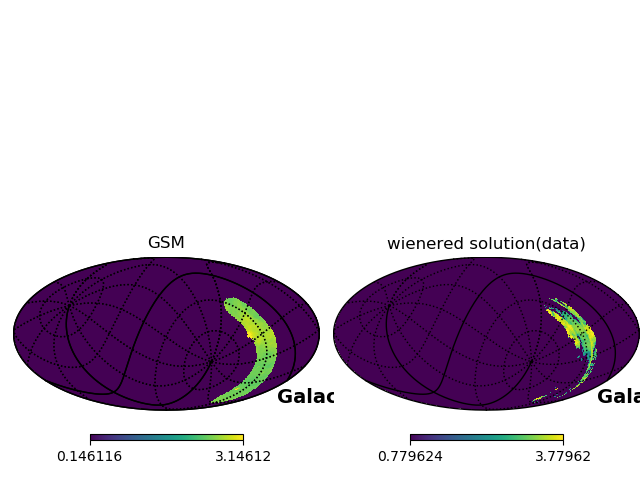 GSM
wienered solution(data)
Galac
Gala
0.146116
3.14612
0.779624
3.77962